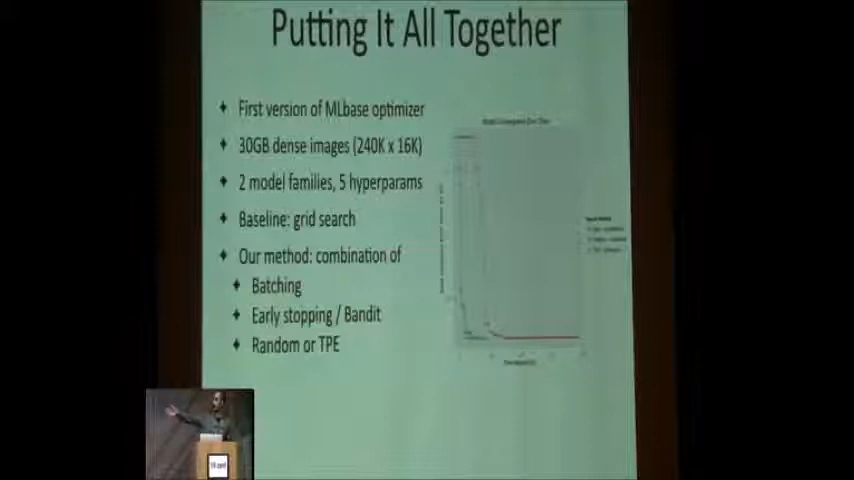 Putting It All Together
First version of MLbase optimizer
30GB dense images (240K x 16K)
2 model families, 5 hyperparams
Baseline: grid search
Our method: combination of
Batching
Early stopping / Bandit
Random or TPE